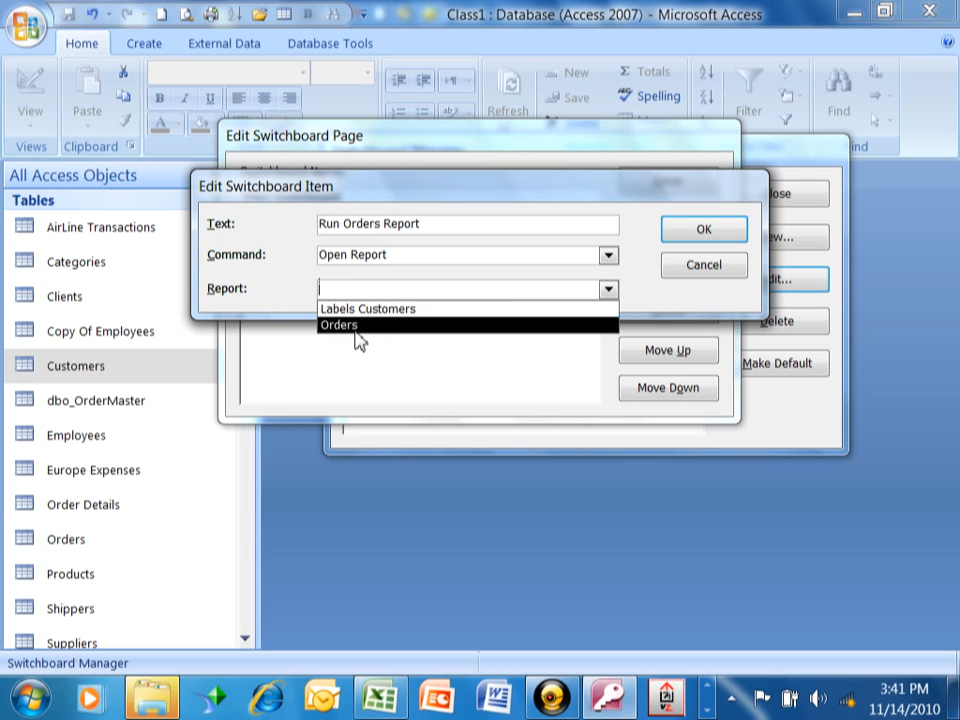 Class1 : Database (Access 2007) - Microsoft Access
Home
Create
External Data
Database Tools
View
Paste
B I U
A
Refresh
New
Save
Totals
Spelling
Filter
Find
Views
Clipboard
ind
All Access Objects
Tables
AirLine Transactions
Categories
Clients
Copy Of Employees
Customers
dbo_OrderMaster
Employees
Europe Expenses
Order Details
Orders
Products
Shippers
Suppliers
Edit Switchboard Page
Edit Switchboard Item
Text:
Run Orders Report
OK
Command:
Open Report
Cancel
Report:
Labels Customers
Orders
Move Up
Move Down
lose
ew...
dit...
Delete
Make Default
Switchboard Manager
3:41 PM
11/14/2010